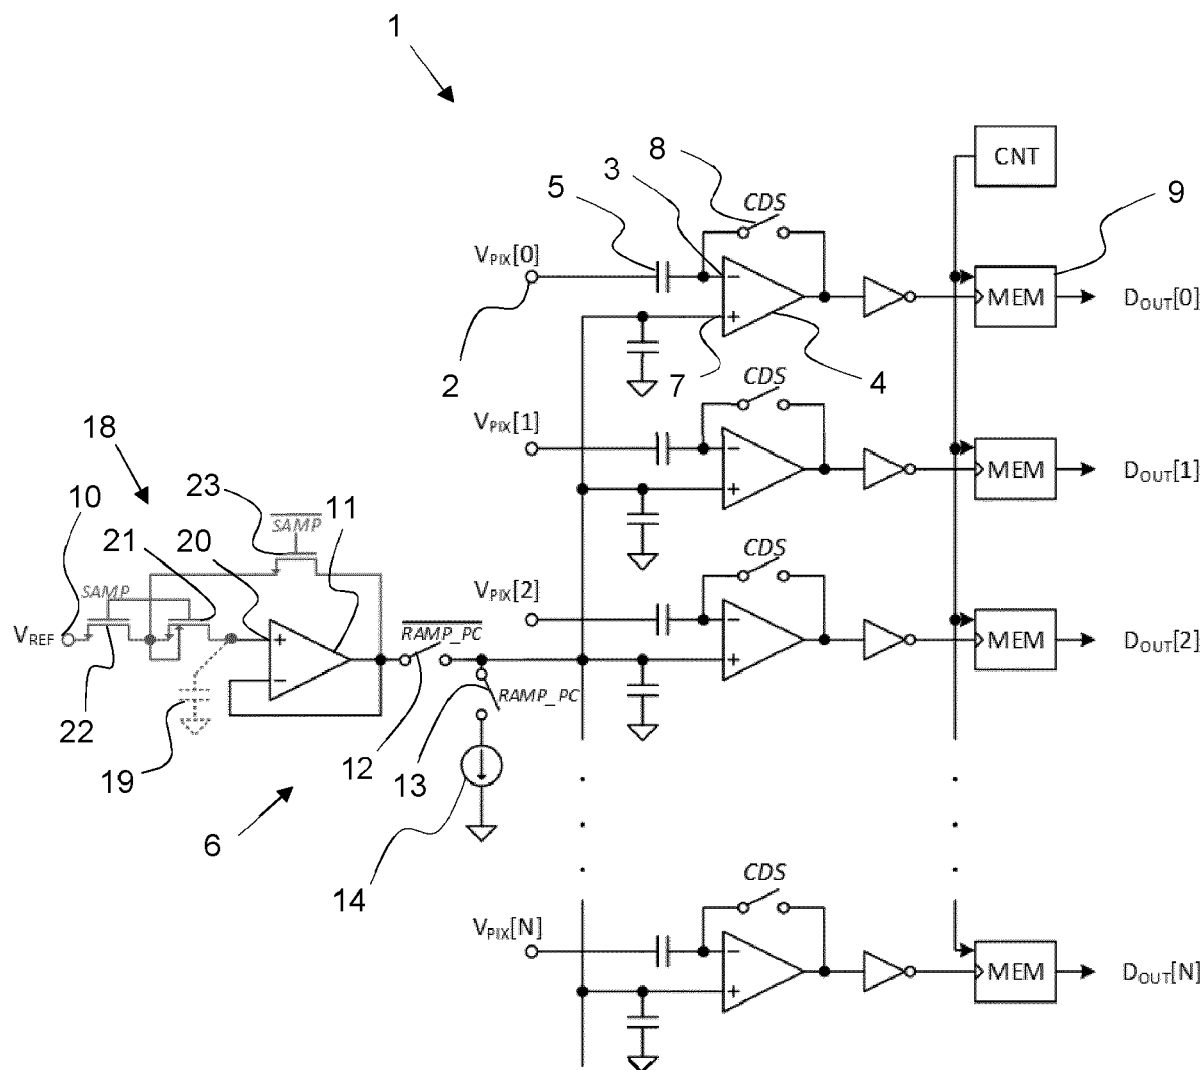 1
CNT
8
3
CDS
9
5
V_PIX[0]
−
MEM
D_OUT[0]
+
2
7
4
CDS
V_PIX[1]
−
MEM
D_OUT[1]
+
18
10
23
S̅A̅M̅P̅
11
21
20
SAMP
CDS
V_PIX[2]
V_REF
+
−
R̅A̅M̅P̅_̅P̅C̅
−
MEM
D_OUT[2]
+
RAMP_PC
22
19
12
13
6
14
CDS
V_PIX[N]
−
MEM
D_OUT[N]
+